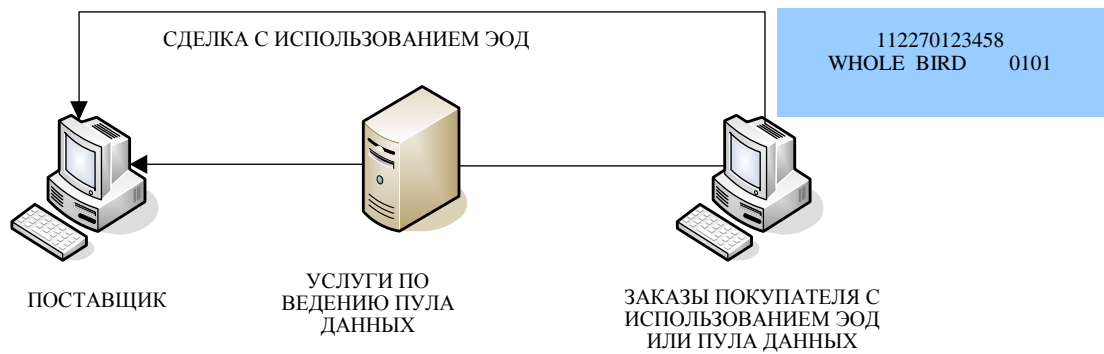 СДЕЛКА С ИСПОЛЬЗОВАНИЕМ ЭОД
112270123458
WHOLE BIRD 0101
ПОСТАВЩИК
УСЛУГИ ПО
ВЕДЕНИЮ ПУЛА
ДАННЫХ
ЗАКАЗЫ ПОКУПАТЕЛЯ С
ИСПОЛЬЗОВАНИЕМ ЭОД
ИЛИ ПУЛА ДАННЫХ